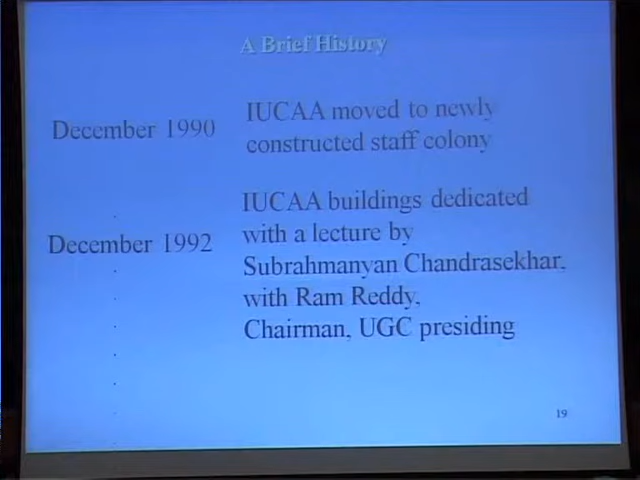 A Brief History
December 1990
IUCAA moved to newly
constructed staff colony
December 1992
IUCAA buildings dedicated
with a lecture by
Subrahmanyan Chandrasekhar,
with Ram Reddy,
Chairman, UGC presiding
19